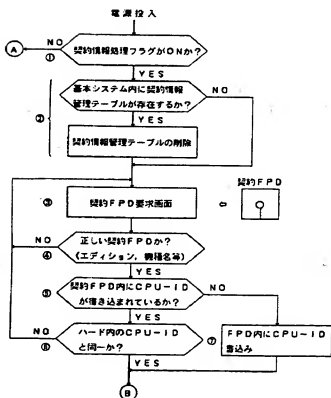 電源投入
NO
契約情報処理フラグがONか?
A
①
YES
基本システム内に契約情報
管理テーブルが存在するか?
NO
②
YES
契約情報管理テーブルの削除
契約FPD
③
契約FPD要求画面
NO
正しい契約FPDか?
(エディション,機種名等)
④
YES
⑤
契約FPD内にCPU-ID
が書き込まれているか?
NO
YES
NO
ハード内のCPU-ID
と同一か?
⑥
⑦
FPD内にCPU-ID
書込み
YES
YES
B